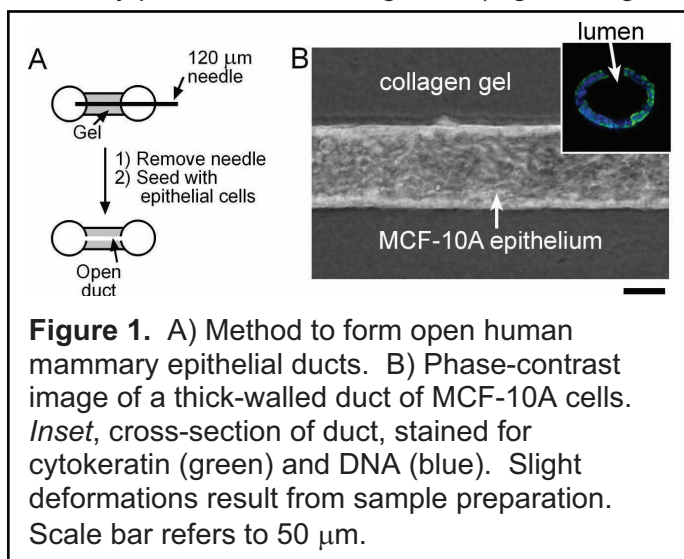 A
120 μm
needle
Gel
1) Remove needle
2) Seed with
epithelial cells
Open
duct
B
lumen
collagen gel
MCF-10A epithelium
Figure 1. A) Method to form open human
mammary epithelial ducts. B) Phase-contrast
image of a thick-walled duct of MCF-10A cells.
Inset, cross-section of duct, stained for
cytokeratin (green) and DNA (blue). Slight
deformations result from sample preparation.
Scale bar refers to 50 μm.